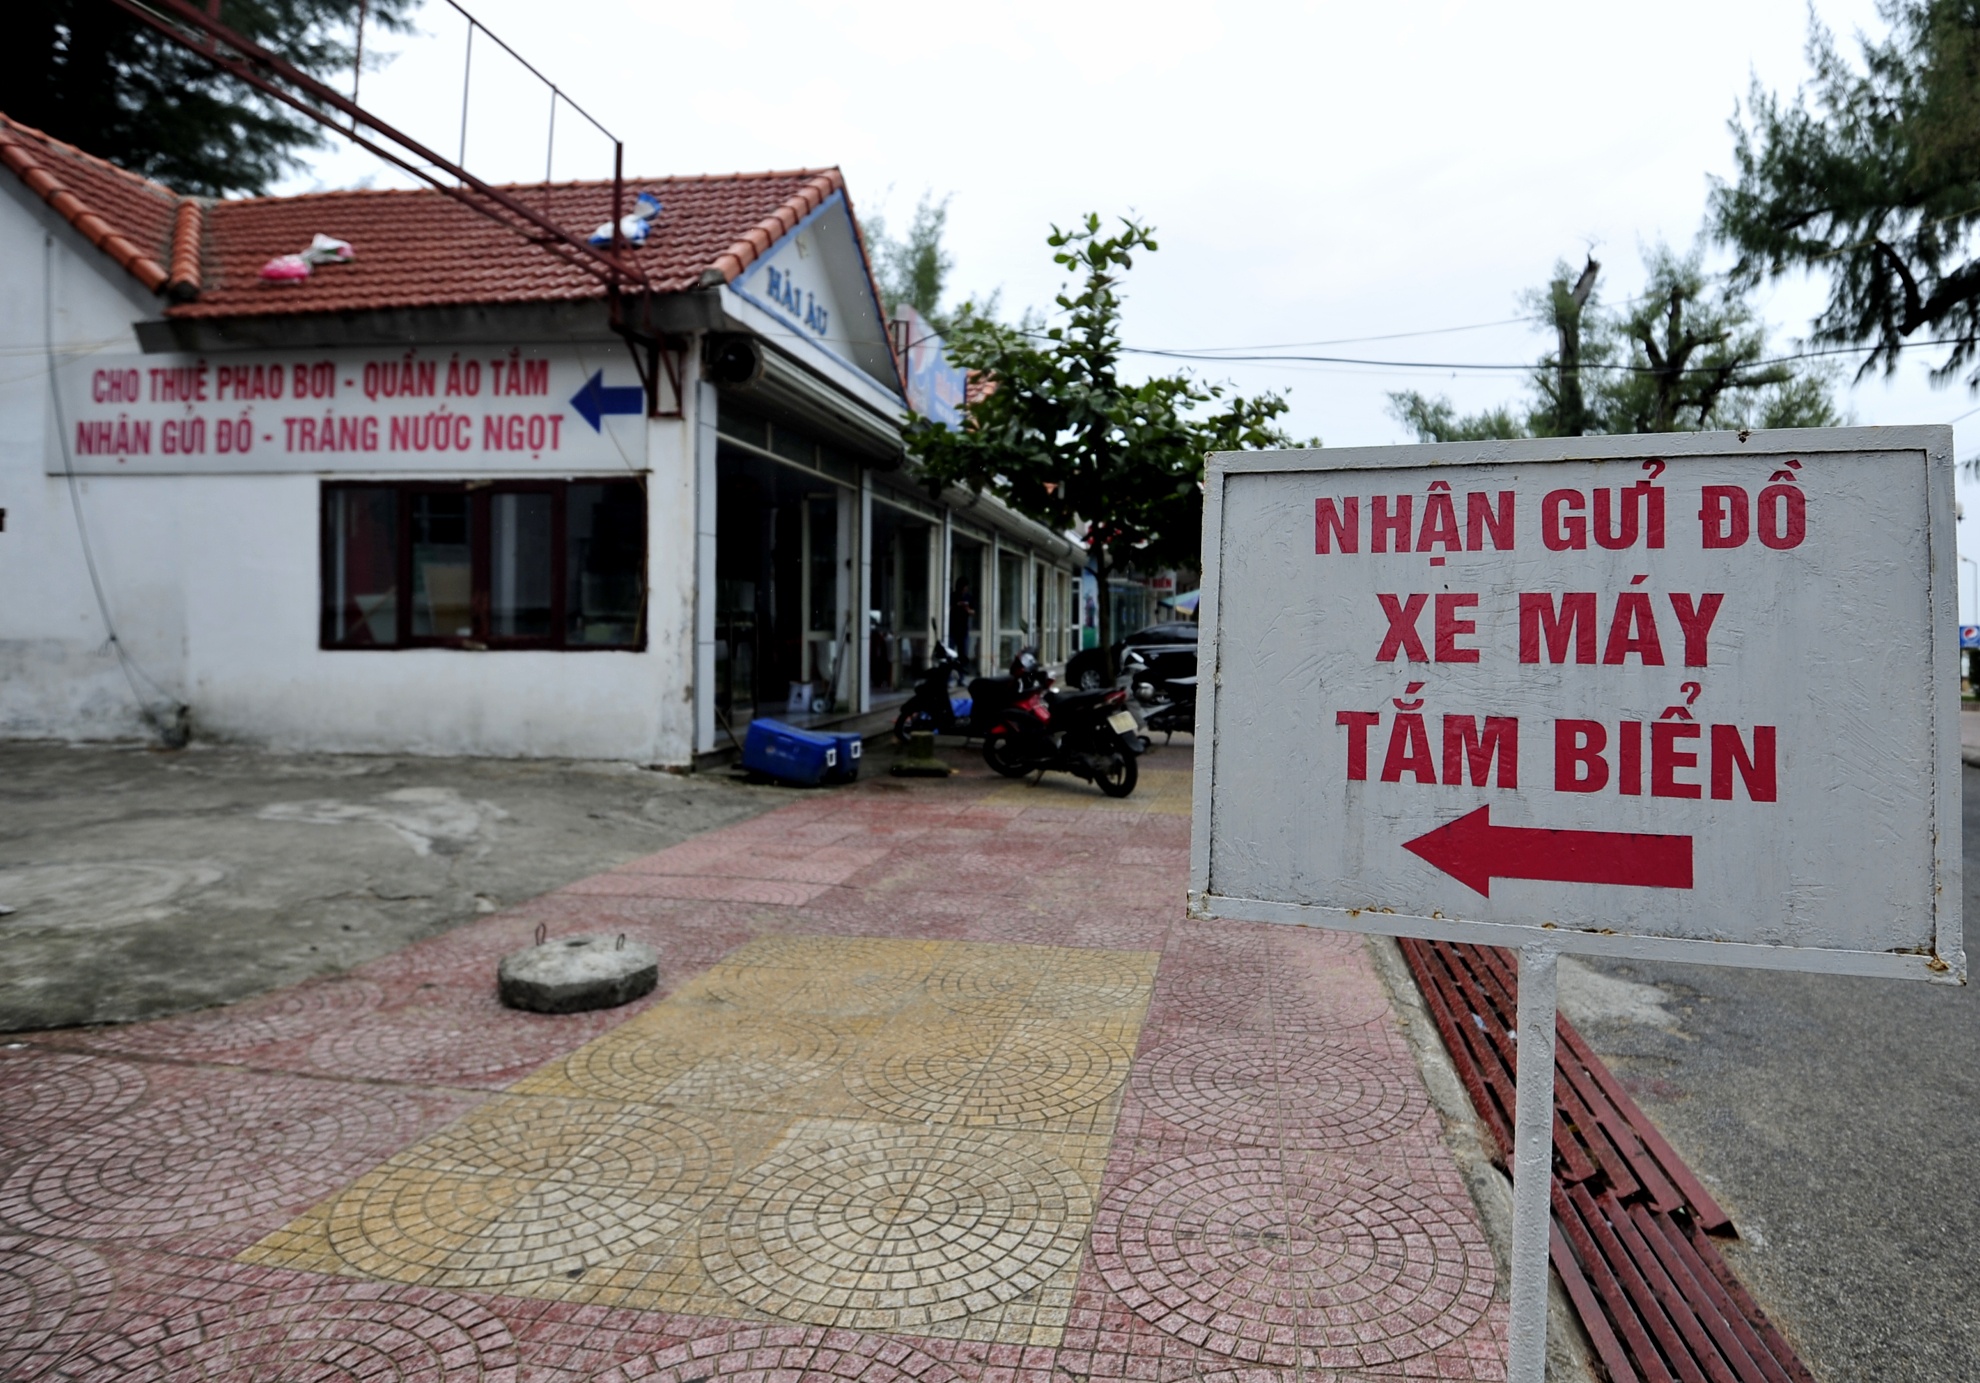 HẢI ÂU
CHO THUÊ PHAO BƠI - QUẦN ÁO TẮM
NHẬN GỬI ĐỒ - TRÁNG NƯỚC NGỌT
NHẬN GỬI ĐỒ
XE MÁY
TẮM BIỂN